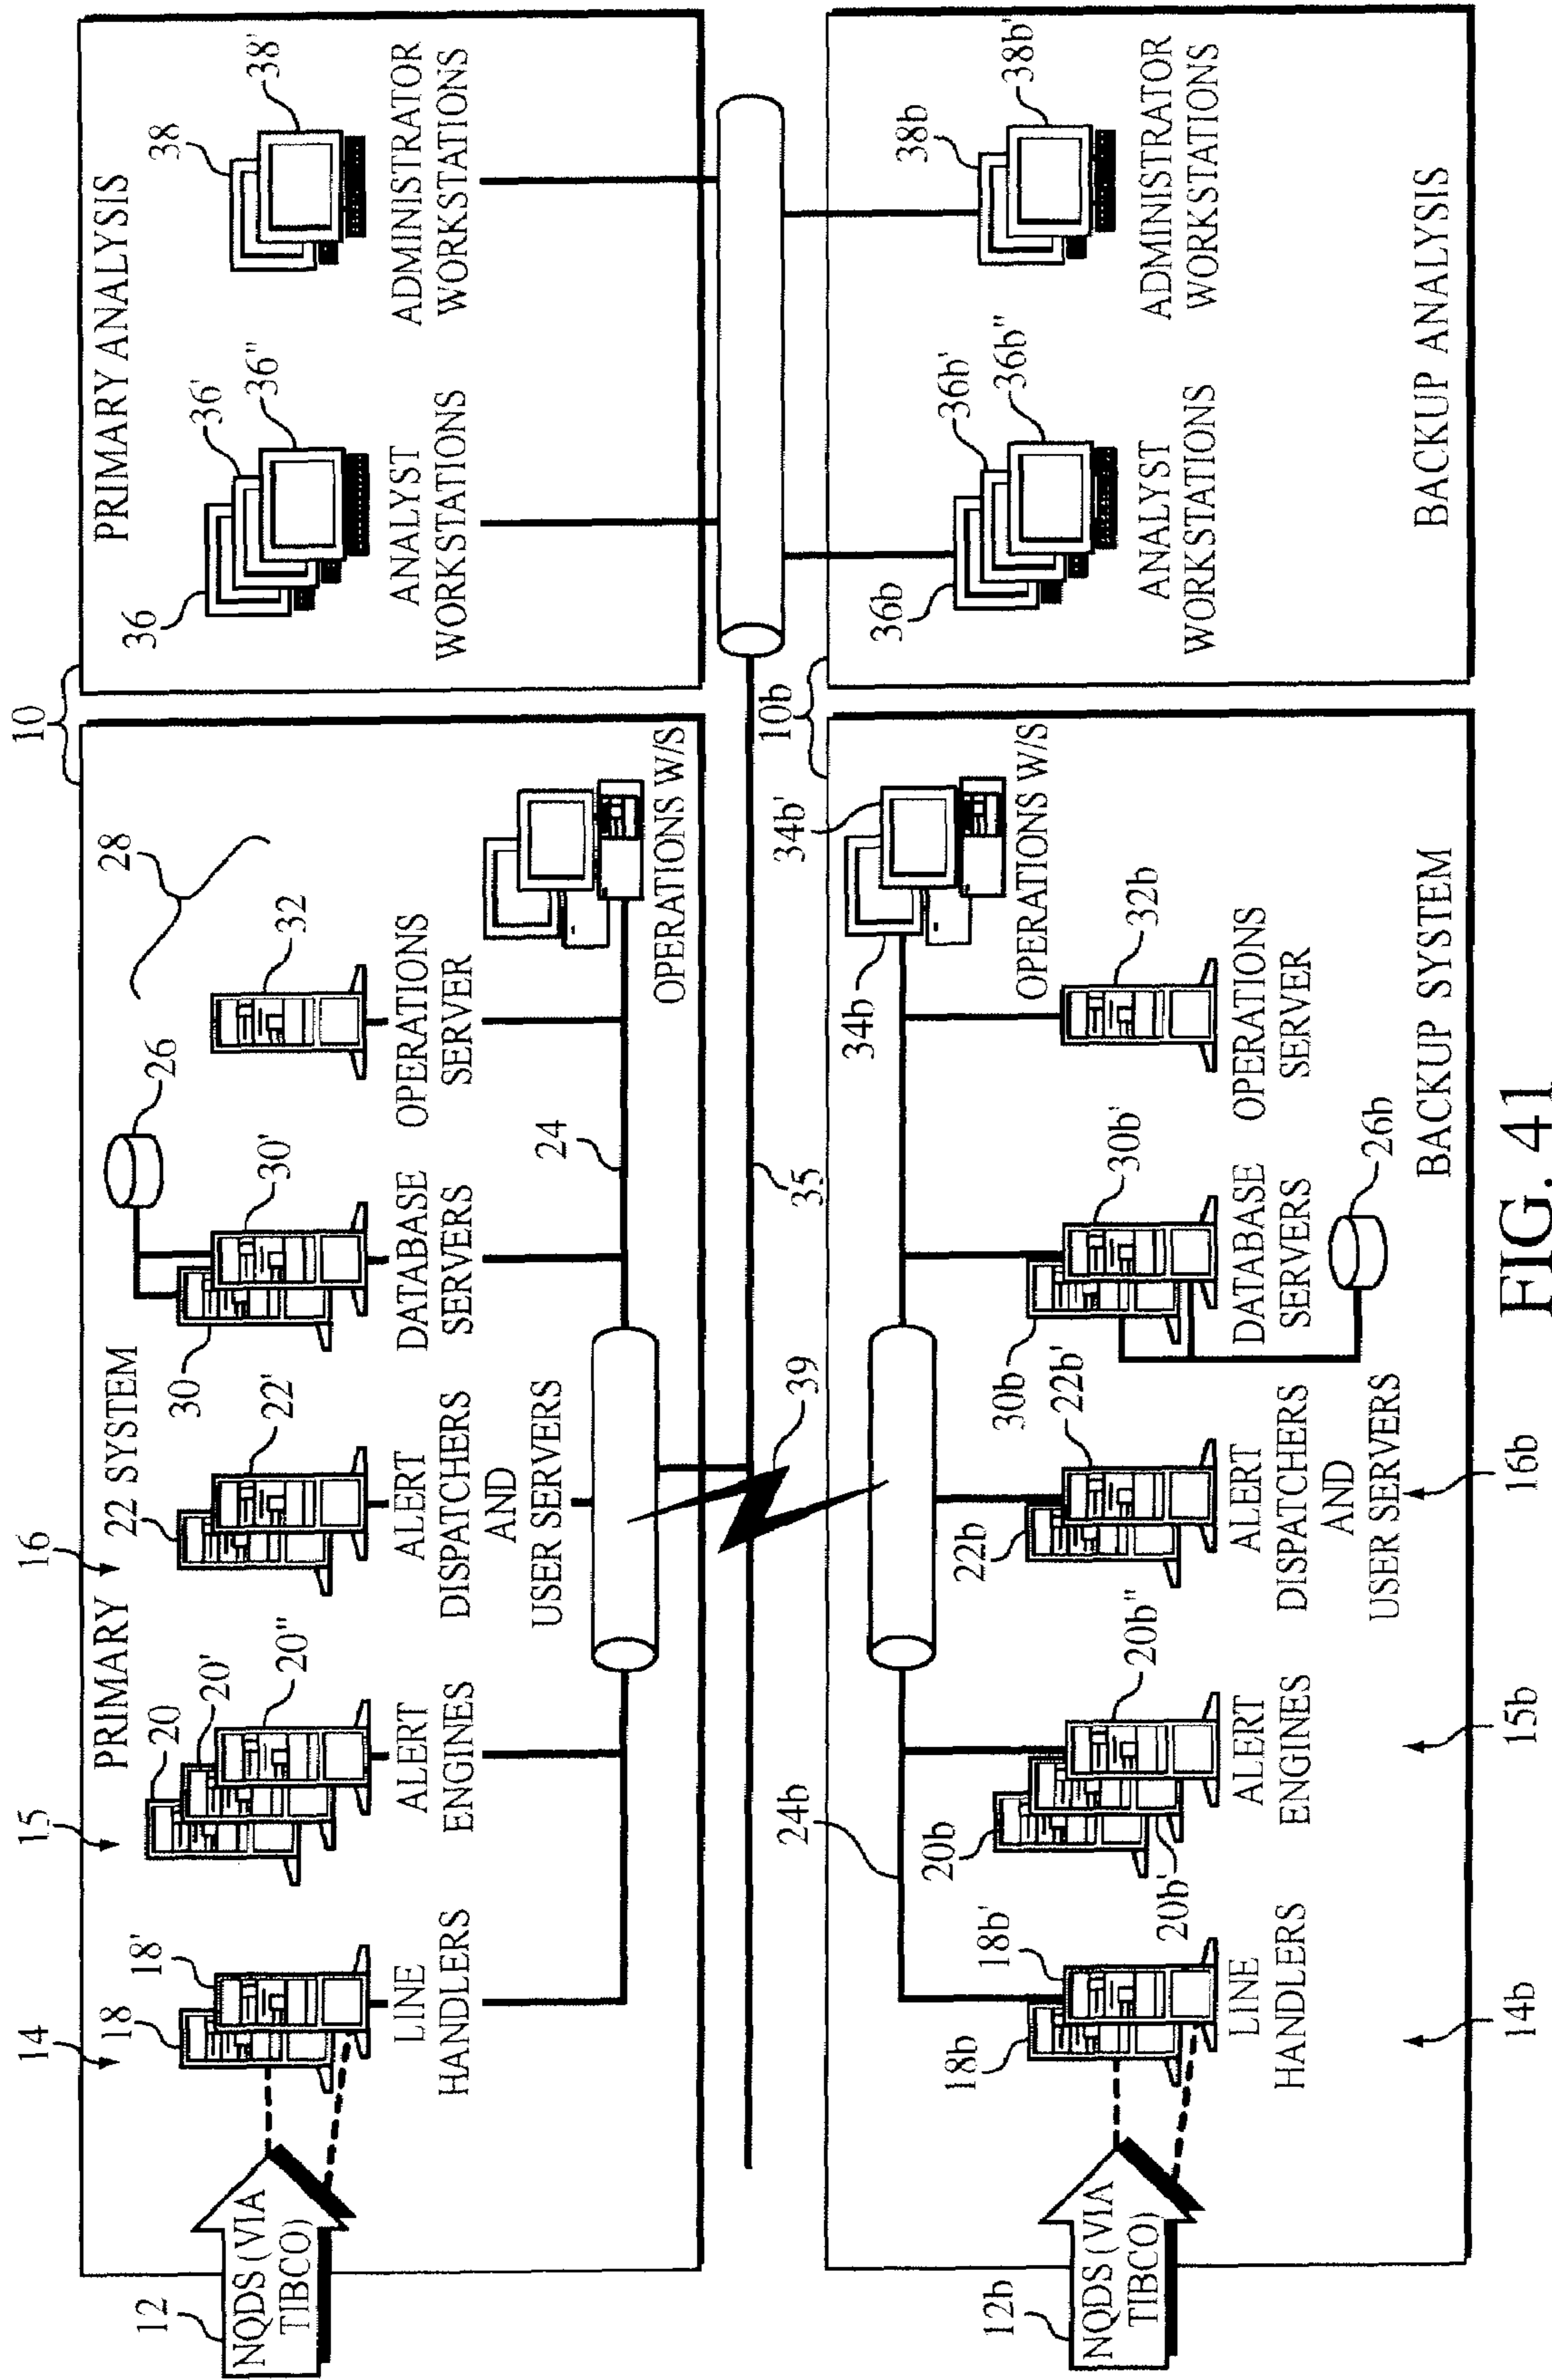 10
PRIMARY ANALYSIS
14
15
16
PRIMARY
22 SYSTEM
26
28
12
NQDS (VIA
TIBCO)
18
18'
20
20'
20"
22'
30
30'
32
36
36'
36"
38
38'
LINE
HANDLERS
ALERT
ENGINES
ALERT
DISPATCHERS
AND
USER SERVERS
DATABASE
SERVERS
OPERATIONS
SERVER
24
OPERATIONS W/S
ANALYST
WORKSTATIONS
ADMINISTRATOR
WORKSTATIONS
39
35
10b
12b
NQDS (VIA
TIBCO)
24b
18b
18b'
20b
20b'
20b"
22b
22b'
30b
30b'
34b
34b'
OPERATIONS W/S
32b
36b
36b'
36b"
38b
38b'
LINE
HANDLERS
ALERT
ENGINES
ALERT
DISPATCHERS
AND
USER SERVERS
DATABASE
SERVERS
OPERATIONS
SERVER
ANALYST
WORKSTATIONS
ADMINISTRATOR
WORKSTATIONS
26b
BACKUP SYSTEM
BACKUP ANALYSIS
14b
15b
16b
FIG. 41